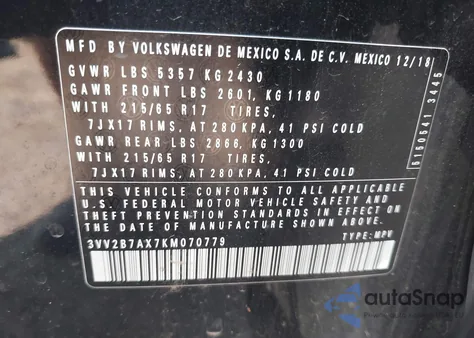 MFD BY VOLKSWAGEN DE MEXICO S.A. DE C.V. MEXICO 12/18
GVWR LBS 5357 KG 2430
GAWR FRONT LBS 2601, KG 1180
WITH 215/65 R17 TIRES,
7JX17 RIMS, AT 280 KPA, 41 PSI COLD
GAWR REAR LBS 2866, KG 1300
WITH 215/65 R17 TIRES,
7JX17 RIMS, AT 280 KPA, 41 PSI COLD
THIS VEHICLE CONFORMS TO ALL APPLICABLE
U.S. FEDERAL MOTOR VEHICLE SAFETY AND
THEFT PREVENTION STANDARDS IN EFFECT ON
THE DATE OF MANUFACTURE SHOWN ABOVE.
3VV2B7AX7KM070779 TYPE: MPV
5150541 3445
autoSnap